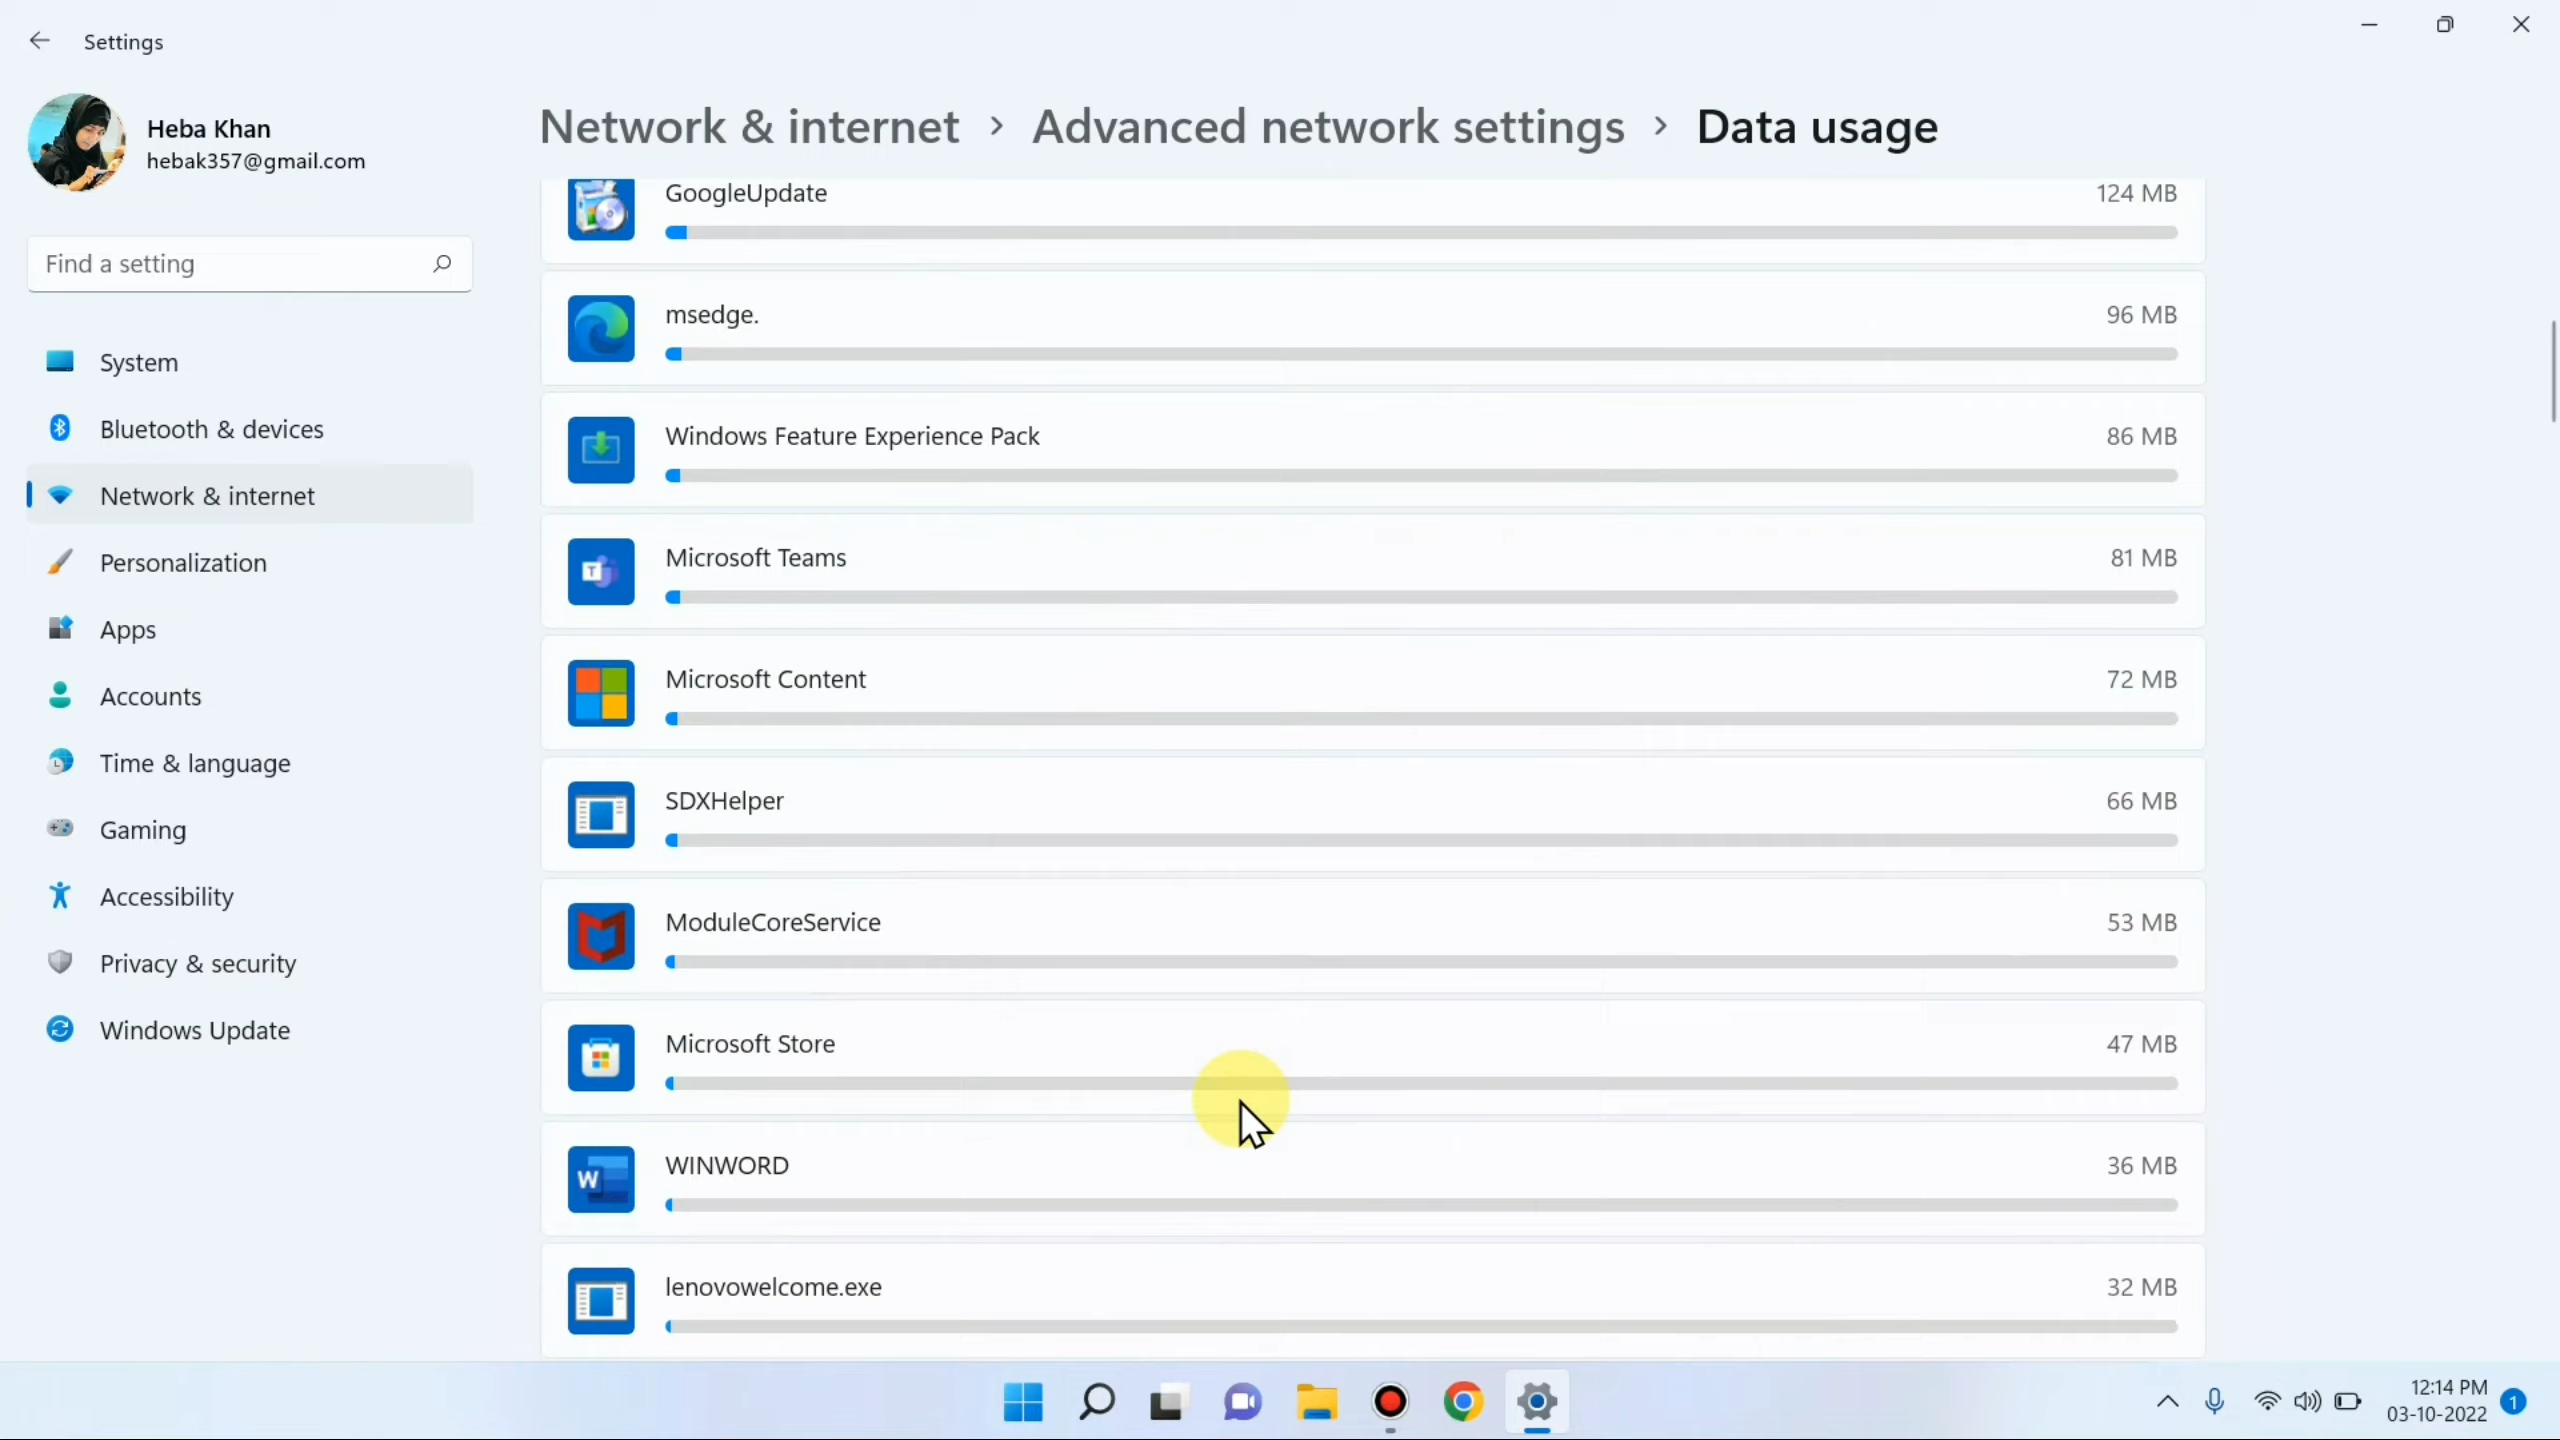 Settings
Heba Khan
hebak357@gmail.com
Find a setting
System
Bluetooth & devices
Network & internet
Personalization
Apps
Accounts
Time & language
Gaming
Accessibility
Privacy & security
Windows Update
Network & internet > Advanced network settings > Data usage
GoogleUpdate 124 MB
msedge. 96 MB
Windows Feature Experience Pack 86 MB
Microsoft Teams 81 MB
T
Microsoft Content 72 MB
SDXHelper 66 MB
ModuleCoreService 53 MB
Microsoft Store 47 MB
WINWORD 36 MB
W
lenovowelcome.exe 32 MB
12:14 PM
03-10-2022
1